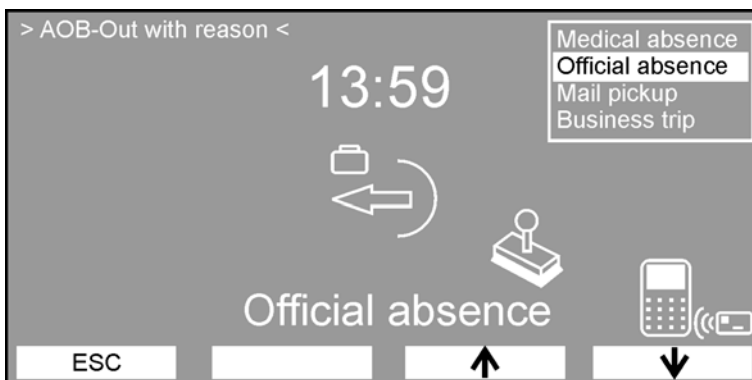 > AOB-Out with reason <
13:59
Medical absence
Official absence
Mail pickup
Business trip
Official absence
ESC